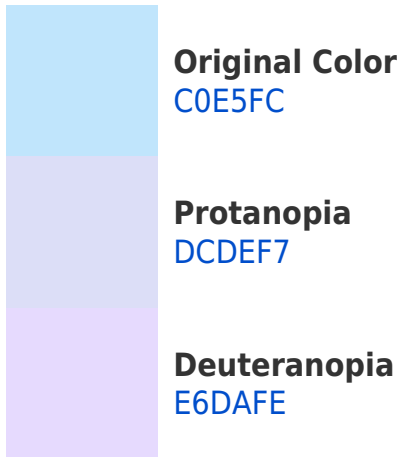 Original Color
C0E5FC
Protanopia
DCDEF7
Deuteranopia
E6DAFE